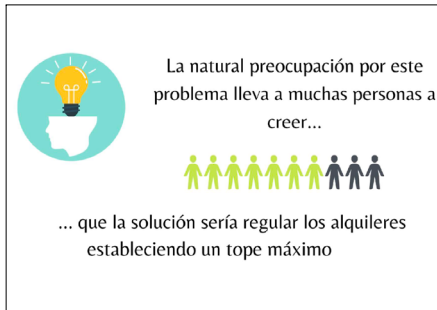 La natural preocupación por este
problema lleva a muchas personas a
creer...
... que la solución sería regular los alquileres
estableciendo un tope máximo